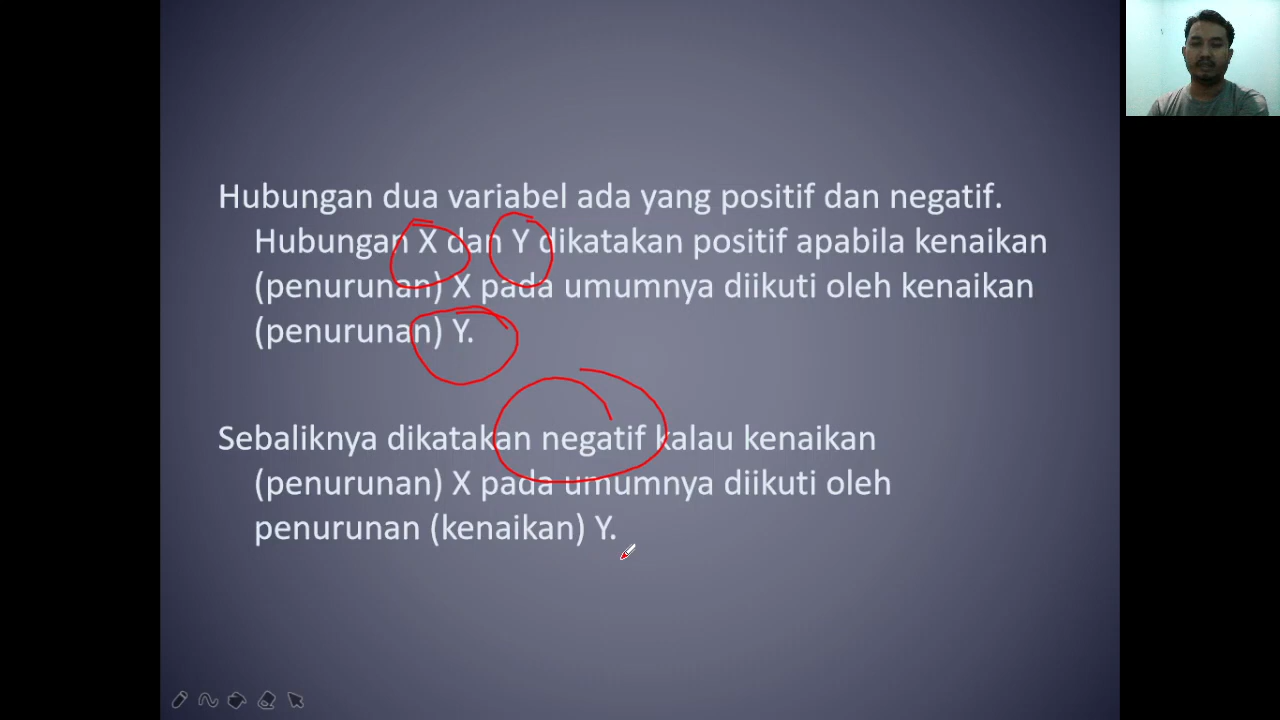 Hubungan dua variabel ada yang positif dan negatif.
Hubungan X dan Y dikatakan positif apabila kenaikan
(penurunan) X pada umumnya diikuti oleh kenaikan
(penurunan) Y.
Sebaliknya dikatakan negatif kalau kenaikan
(penurunan) X pada umumnya diikuti oleh
penurunan (kenaikan) Y.